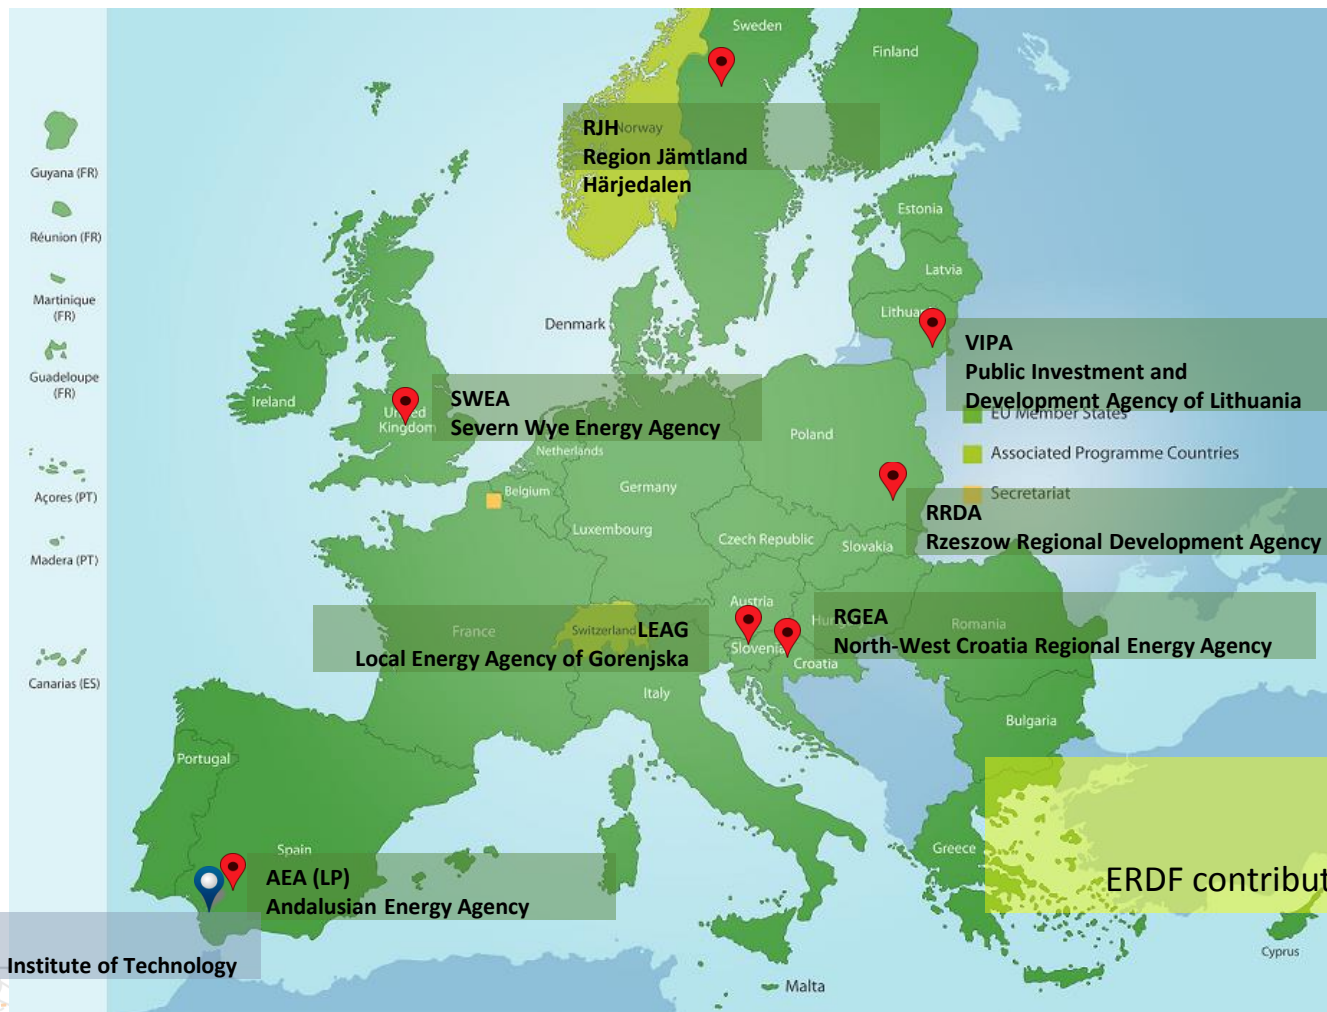 Sweden
Finland
Norway
RJH
Region Jämtland
Härjedalen
Guyana (FR)
Réunion (FR)
Martinique
(FR)
Guadeloupe
(FR)
Açores (PT)
Madera (PT)
Canarias (ES)
Estonia
Latvia
Denmark
VIPA
Public Investment and
Development Agency of Lithuania
EU Member States
Associated Programme Countries
Secretariat
Ireland
United
Kingdom
SWEA
Severn Wye Energy Agency
Netherlands
Belgium
Germany
Poland
Luxembourg
Czech Republic
Slovakia
RRDA
Rzeszow Regional Development Agency
Austria
France
Switzerland
LEAG
Local Energy Agency of Gorenjska
Slovenia
Croatia
RGEA
North-West Croatia Regional Energy Agency
Romania
Italy
Bulgaria
Portugal
Spain
Greece
ERDF contribut
AEA (LP)
Andalusian Energy Agency
Institute of Technology
Cyprus
Malta